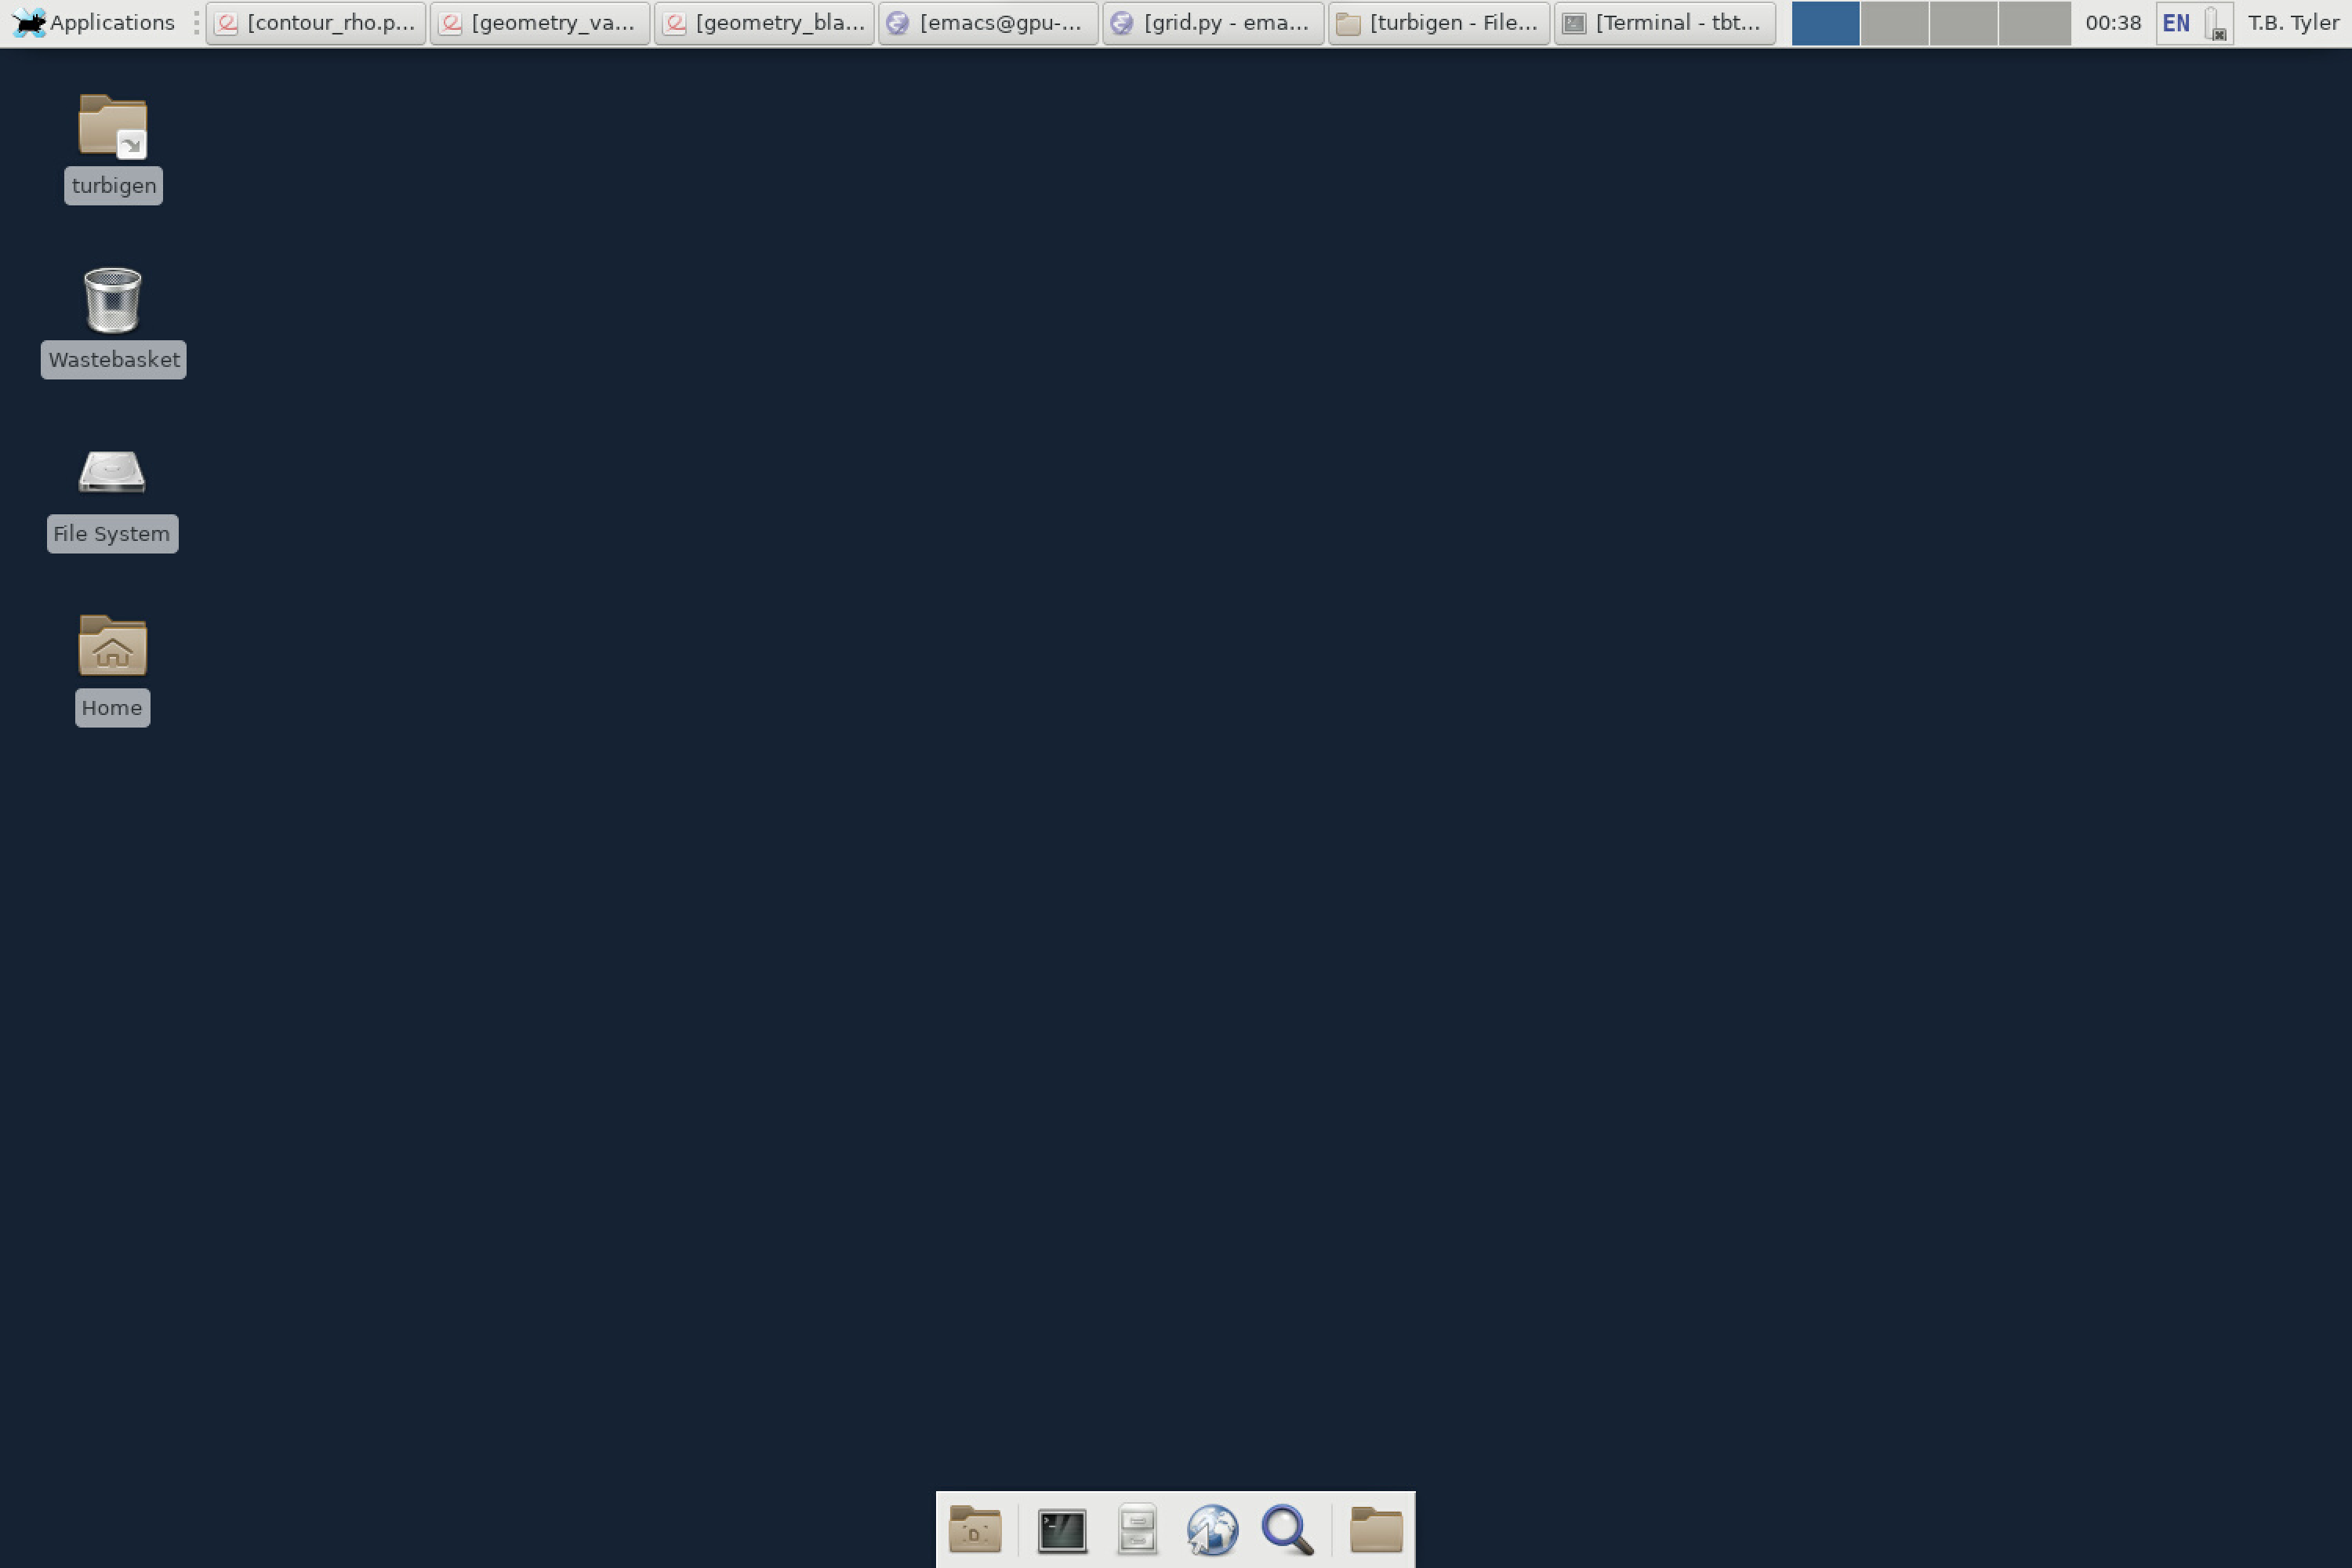 Applications [contour_rho.p... [geometry_va... [geometry_bla... [emacs@gpu-... [grid.py - ema... [turbigen - File... [Terminal - tbt... 00:38 EN T.B. Tyler
turbigen
Wastebasket
File System
Home